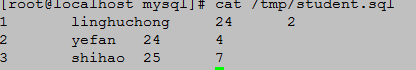 [root@localhost mysql]# cat /tmp/student.sql
1 linghuchong 24 2
2 yefan 24 4
3 shihao 25 7